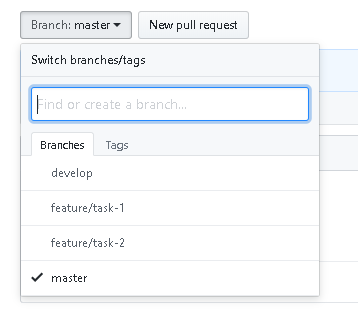 Branch: master New pull request
Switch branches/tags
Find or create a branch...
Branches Tags
develop
feature/task-1
feature/task-2
master